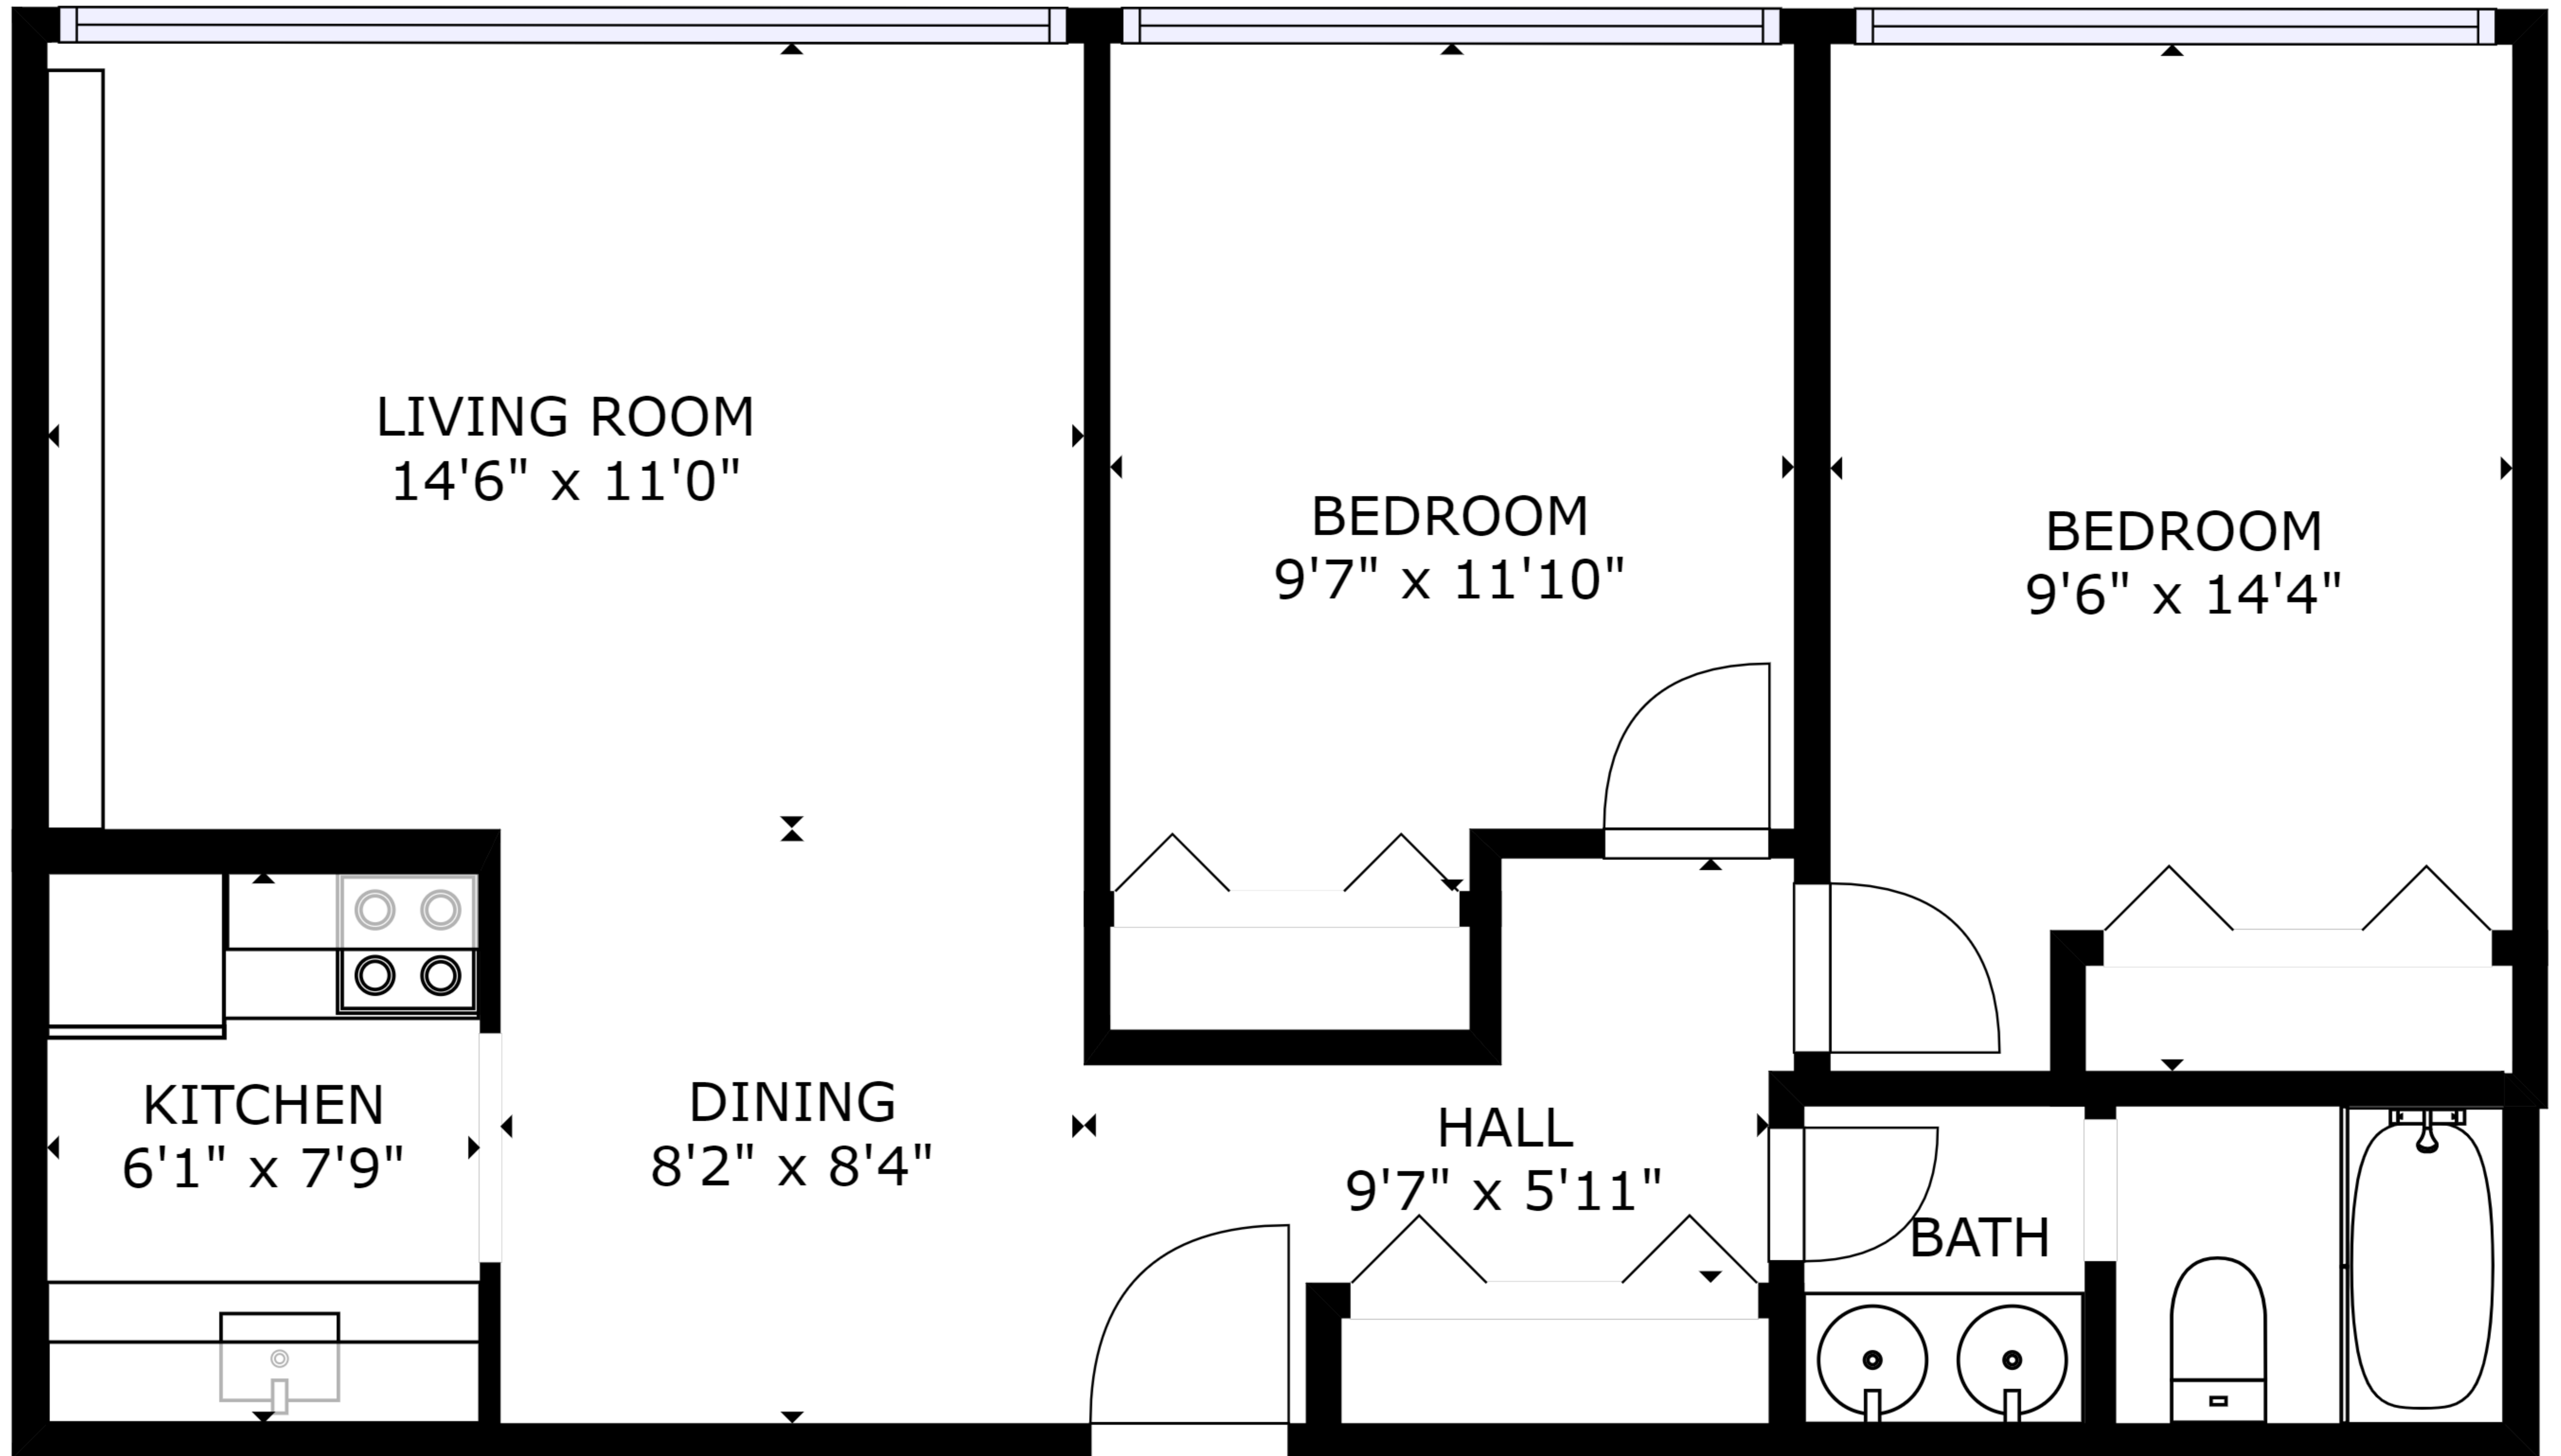 LIVING ROOM
14'6" x 11'0"
BEDROOM
9'7" x 11'10"
BEDROOM
9'6" x 14'4"
KITCHEN
6'1" x 7'9"
DINING
8'2" x 8'4"
HALL
9'7" x 5'11"
BATH